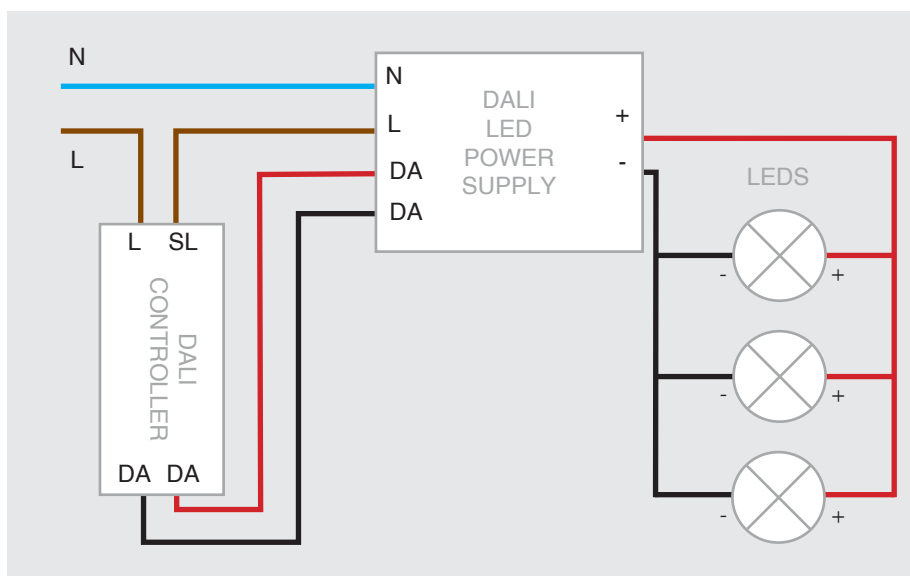 N
L
L SL
DALI
CONTROLLER
DA DA
N
L
DA
DA
DALI
LED
POWER
SUPPLY
+
-
LEDS
- +
- +
- +